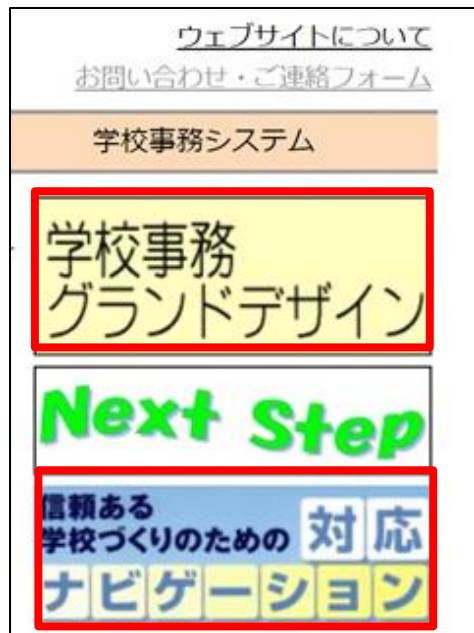 ウェブサイトについて
お問い合わせ・ご連絡フォーム
学校事務システム
学校事務
グランドデザイン
Next Step
信頼ある
学校づくりのための 対応
ナビゲーション